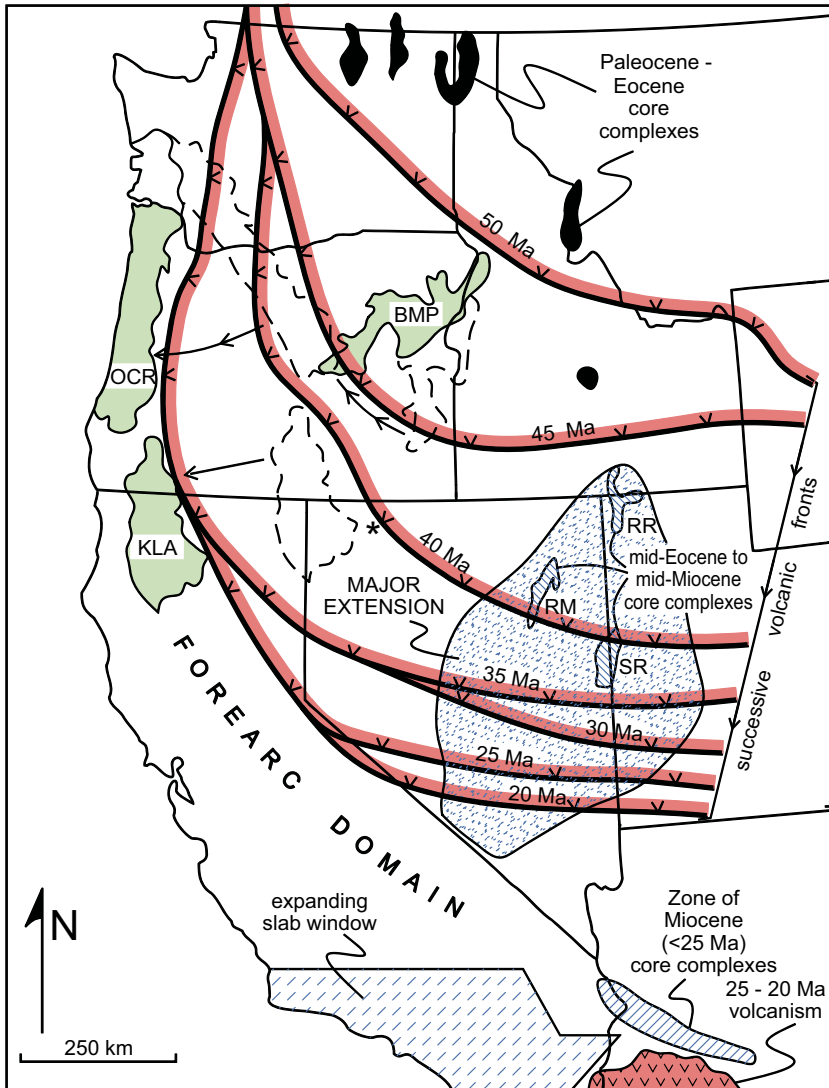 Paleocene -
Eocene
core
complexes
50 Ma
BMP
OCR
45 Ma
fronts
KLA
*
40 Ma
RR
mid-Eocene to
mid-Miocene
core complexes
MAJOR
EXTENSION
RM
volcanic
SR
35 Ma
30 Ma
successive
25 Ma
20 Ma
FOREARC DOMAIN
expanding
slab window
N
Zone of
Miocene
(<25 Ma)
core complexes
25 - 20 Ma
volcanism
250 km